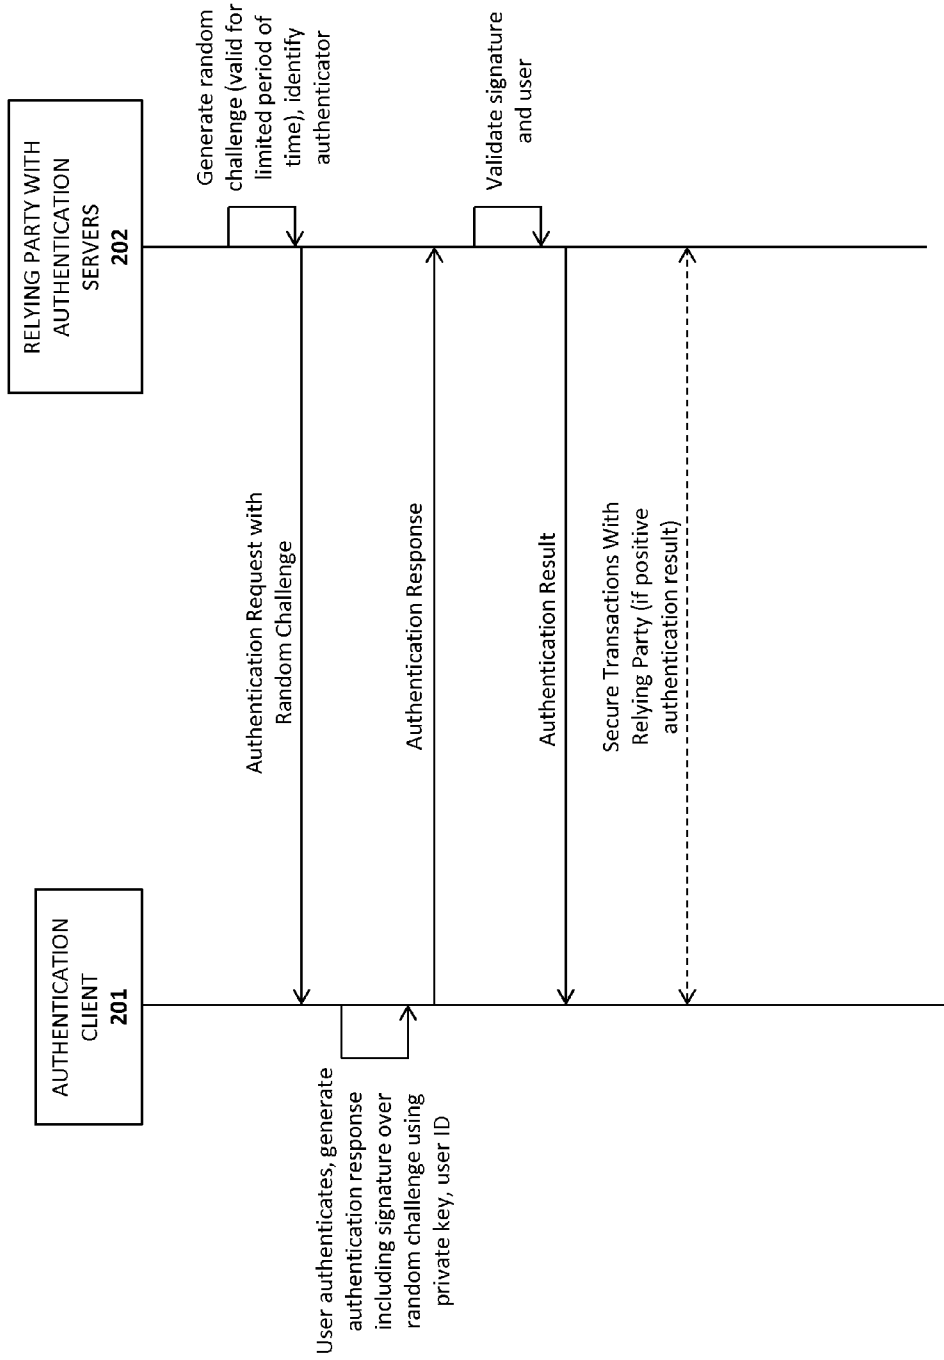 AUTHENTICATION
CLIENT
201
RELYING PARTY WITH
AUTHENTICATION
SERVERS
202
Generate random
challenge (valid for
limited period of
time), identify
authenticator
Authentication Request with
Random Challenge
User authenticates, generate
authentication response
including signature over
random challenge using
private key, user ID
Authentication Response
Validate signature
and user
Authentication Result
Secure Transactions With
Relying Party (if positive
authentication result)